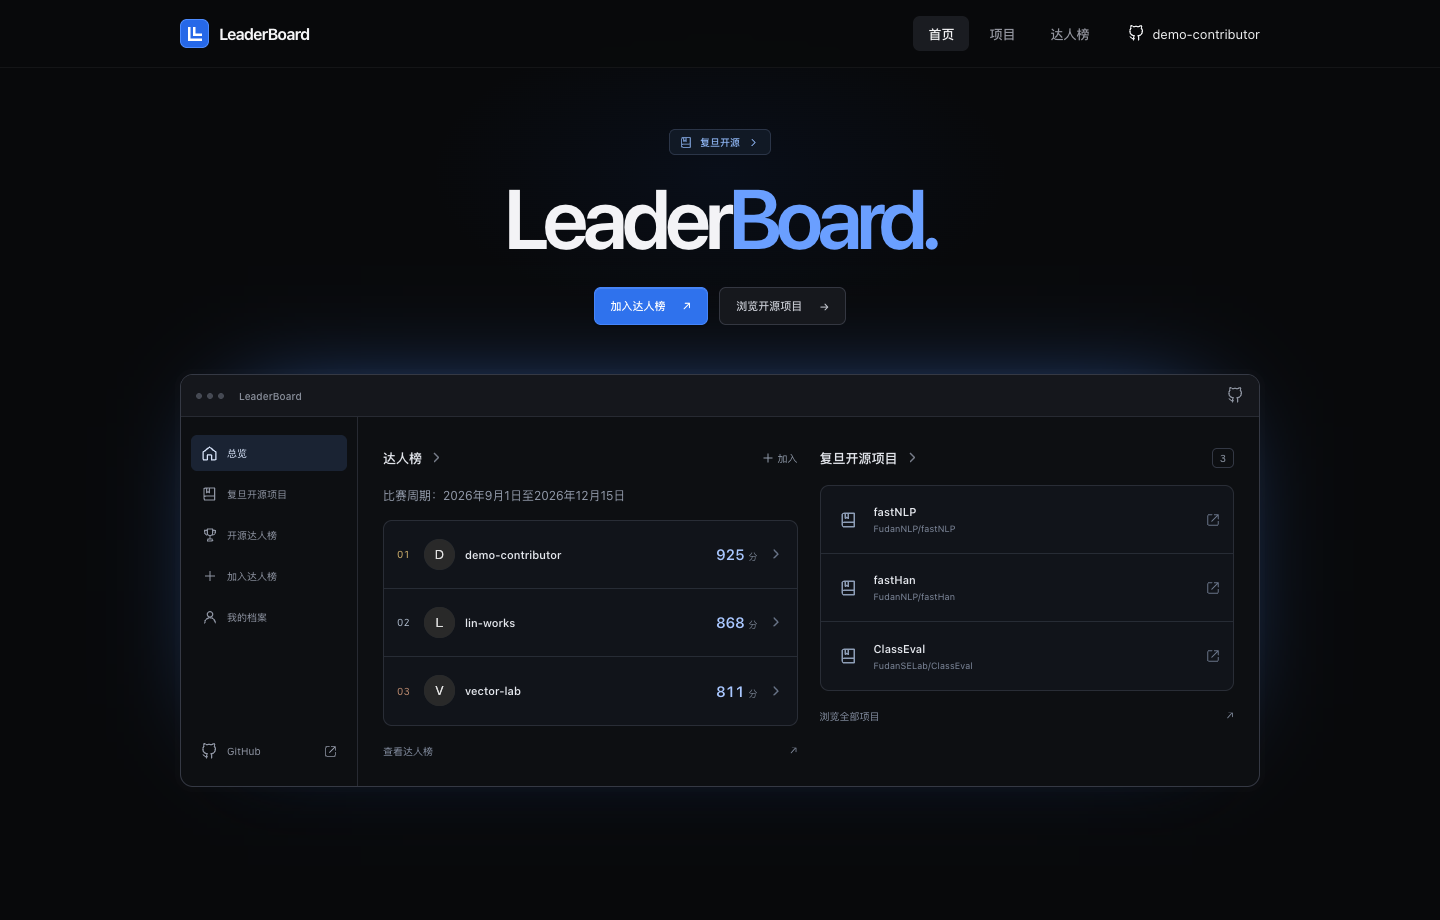 LeaderBoard
首页
项目
达人榜
demo-contributor
复旦开源
LeaderBoard.
加入达人榜
浏览开源项目
LeaderBoard
总览
复旦开源项目
开源达人榜
加入达人榜
我的档案
GitHub
达人榜
加入
比赛周期：2026年9月1日至2026年12月15日
01 D demo-contributor 925 分
02 L lin-works 868 分
03 V vector-lab 811 分
查看达人榜
复旦开源项目
3
fastNLP
FudanNLP/fastNLP
fastHan
FudanNLP/fastHan
ClassEval
FudanSELab/ClassEval
浏览全部项目